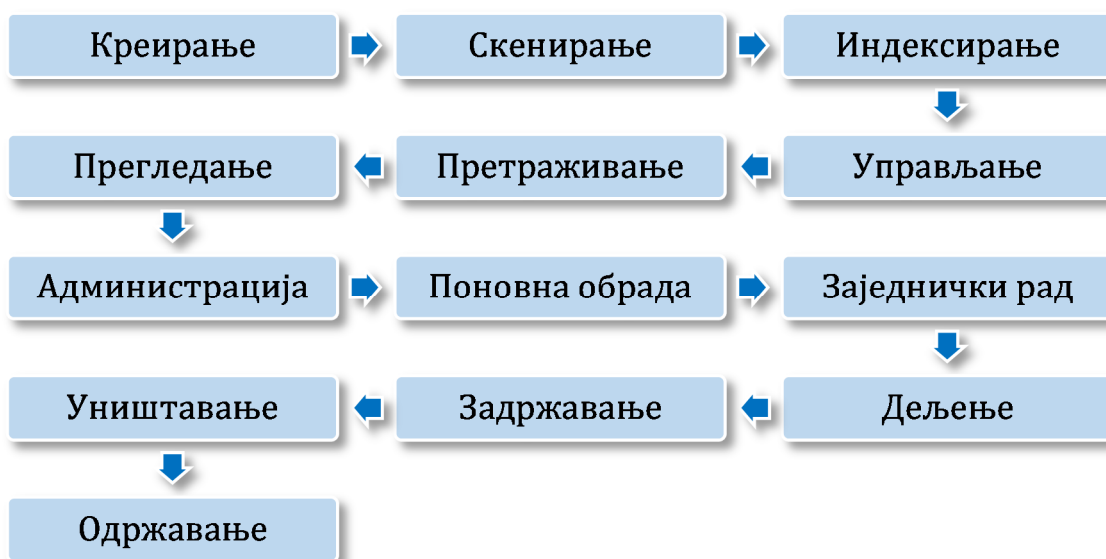 Креирање
Скенирање
Индексирање
Управљање
Претраживање
Прегледање
Администрација
Поновна обрада
Заједнички рад
Дељење
Задржавање
Уништавање
Одржавање